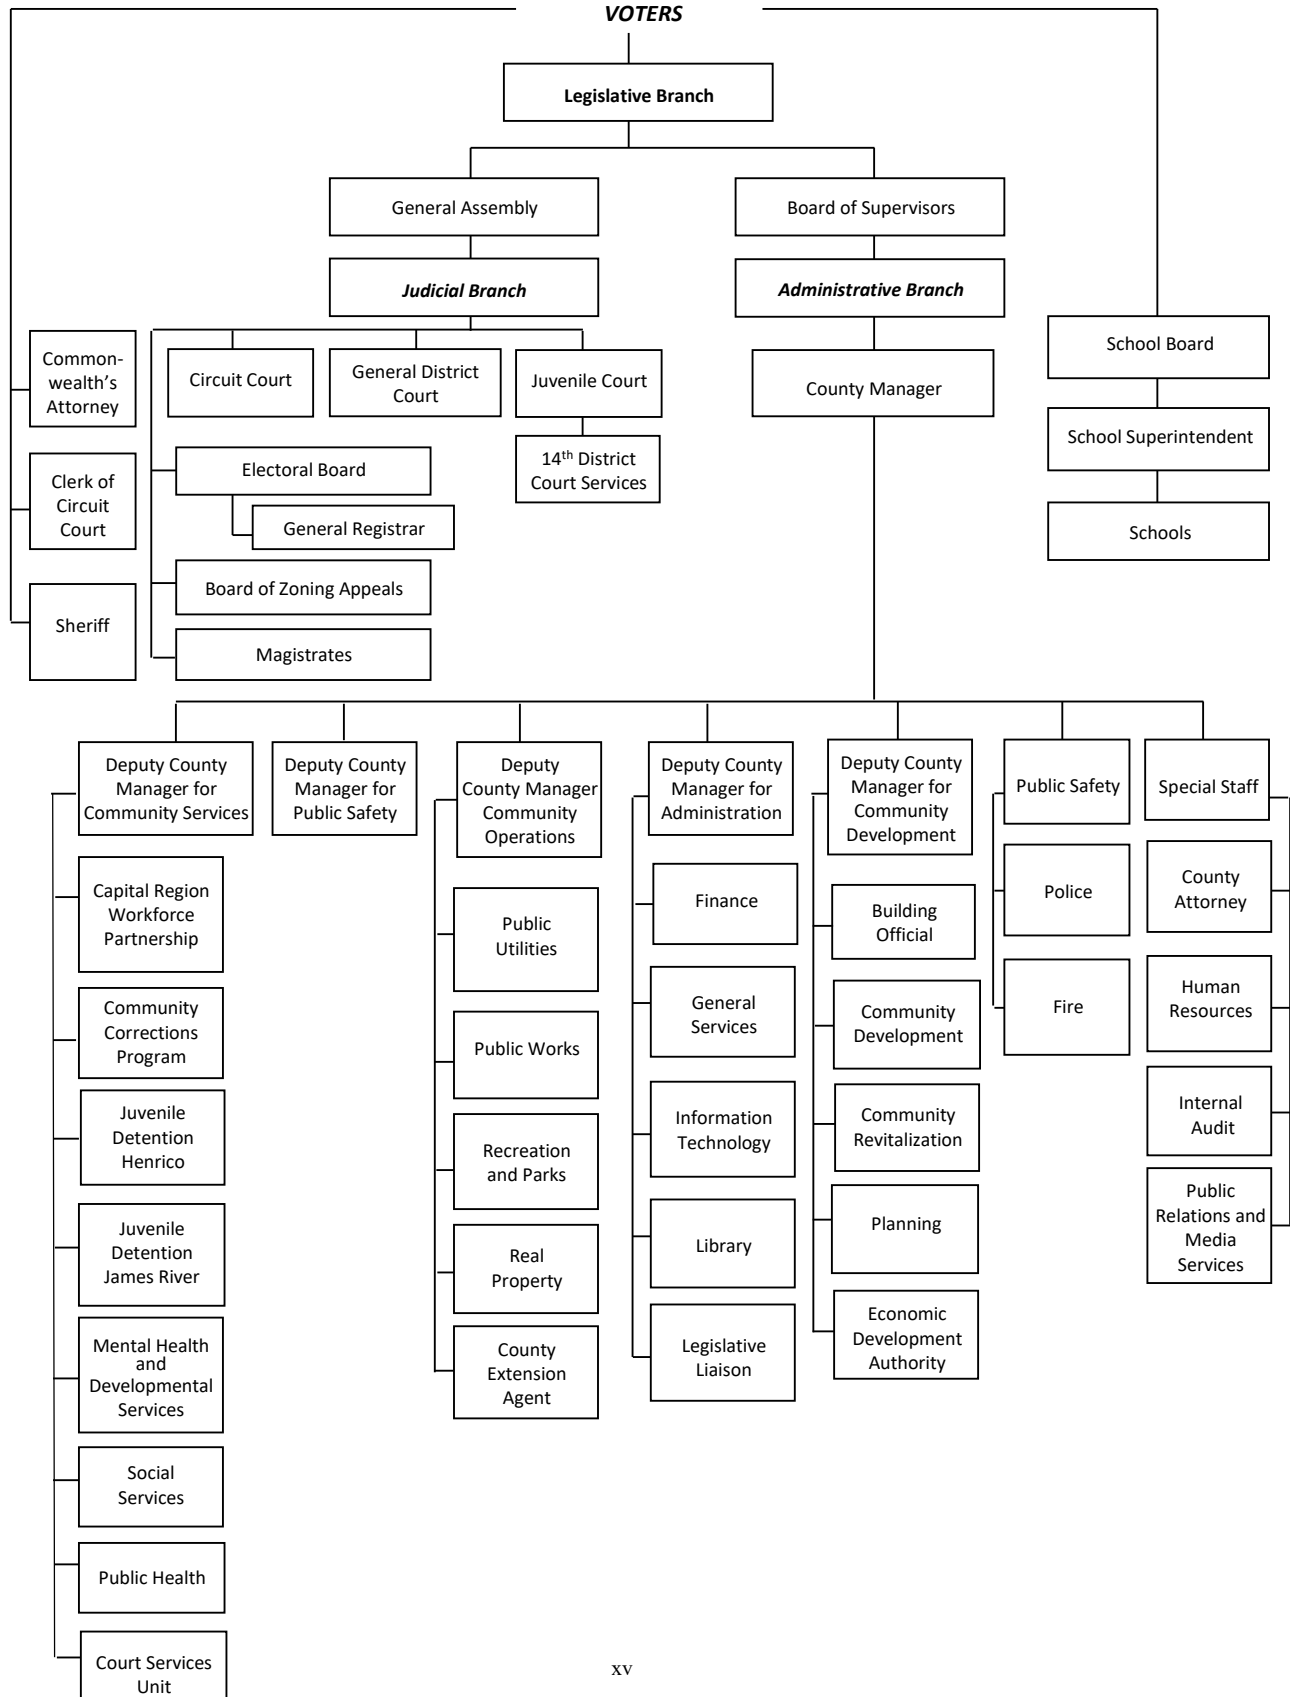 VOTERS
Legislative Branch
General Assembly
Board of Supervisors
Judicial Branch
Administrative Branch
Common-
wealth’s
Attorney
Clerk of
Circuit
Court
Sheriff
Circuit Court
General District
Court
Juvenile Court
14th District
Court Services
Electoral Board
General Registrar
Board of Zoning Appeals
Magistrates
County Manager
School Board
School Superintendent
Schools
Deputy County
Manager for
Community Services
Capital Region
Workforce
Partnership
Community
Corrections
Program
Juvenile
Detention
Henrico
Juvenile
Detention
James River
Mental Health
and
Developmental
Services
Social
Services
Public Health
Court Services
Unit
Deputy County
Manager for
Public Safety
Deputy
County Manager
Community
Operations
Public
Utilities
Public Works
Recreation
and Parks
Real
Property
County
Extension
Agent
Deputy County
Manager for
Administration
Finance
General
Services
Information
Technology
Library
Legislative
Liaison
Deputy County
Manager for
Community
Development
Building
Official
Community
Development
Community
Revitalization
Planning
Economic
Development
Authority
Public Safety
Police
Fire
Special Staff
County
Attorney
Human
Resources
Internal
Audit
Public
Relations and
Media
Services
xv